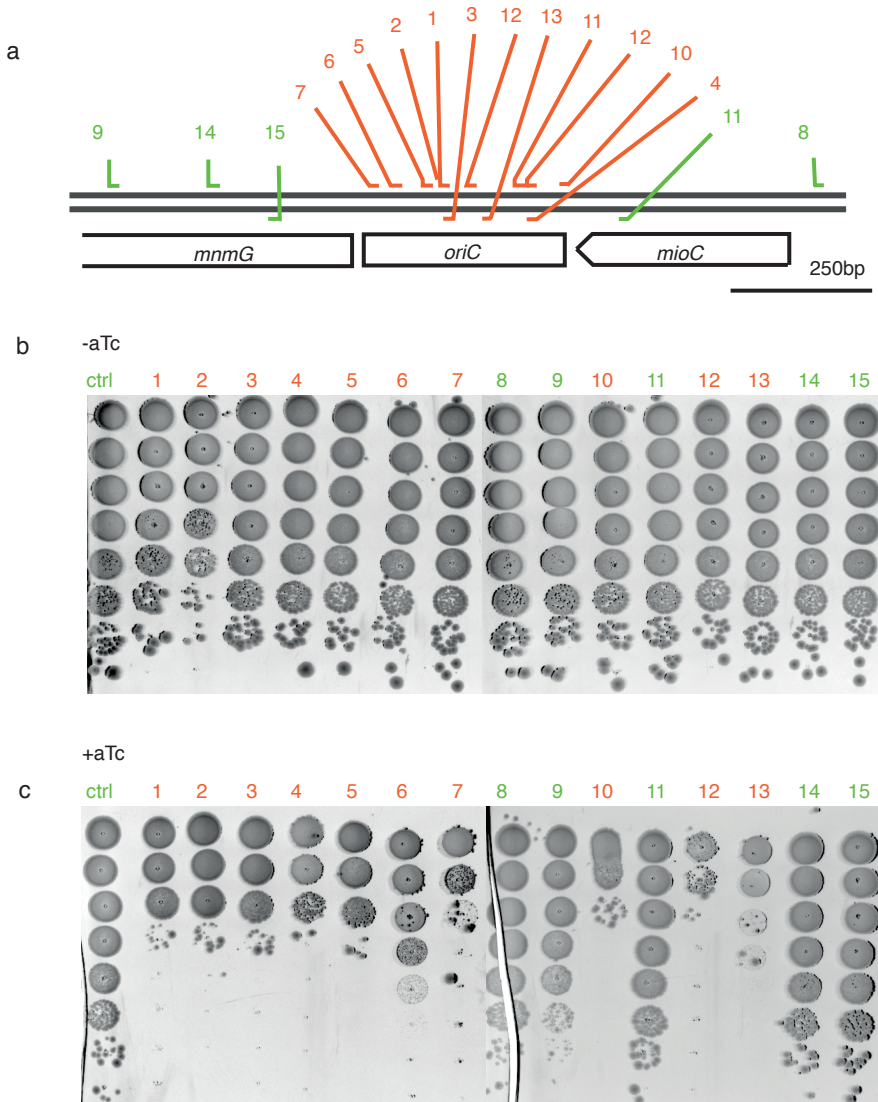 a
3 12 13
1 11
2 12
5 10
6 4
7 11
9 14 15 8
mnmG oriC mioC
250bp
b
-aTc
ctrl 1 2 3 4 5 6 7 8 9 10 11 12 13 14 15
+aTc
c
ctrl 1 2 3 4 5 6 7 8 9 10 11 12 13 14 15